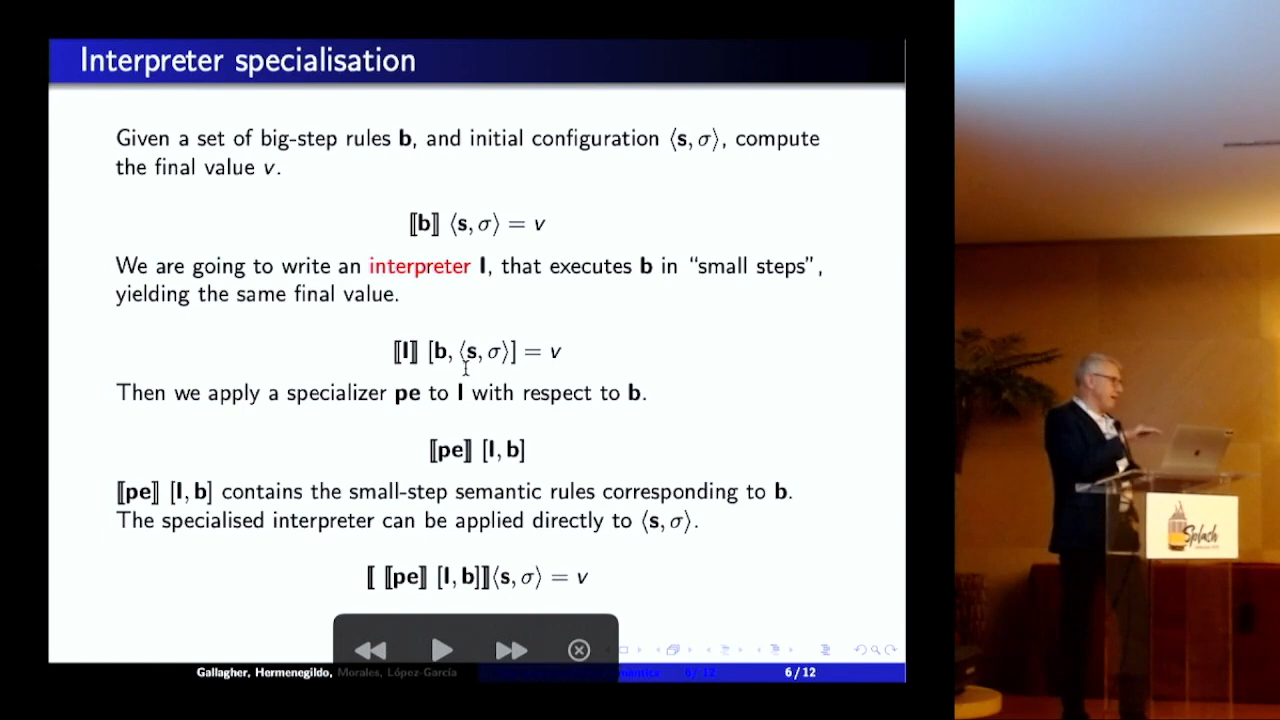 Interpreter specialisation
Given a set of big-step rules b, and initial configuration ⟨s, σ⟩, compute
the final value v.
⟦b⟧ ⟨s, σ⟩ = v
We are going to write an interpreter I, that executes b in “small steps”,
yielding the same final value.
⟦I⟧ [b, ⟨s, σ⟩] = v
Then we apply a specializer pe to I with respect to b.
⟦pe⟧ [I, b]
⟦pe⟧ [I, b] contains the small-step semantic rules corresponding to b.
The specialised interpreter can be applied directly to ⟨s, σ⟩.
⟦ ⟦pe⟧ [I, b]⟧⟨s, σ⟩ = v
Gallagher, Hermenegildo, Morales, López-García
6/12
6/12
Splash